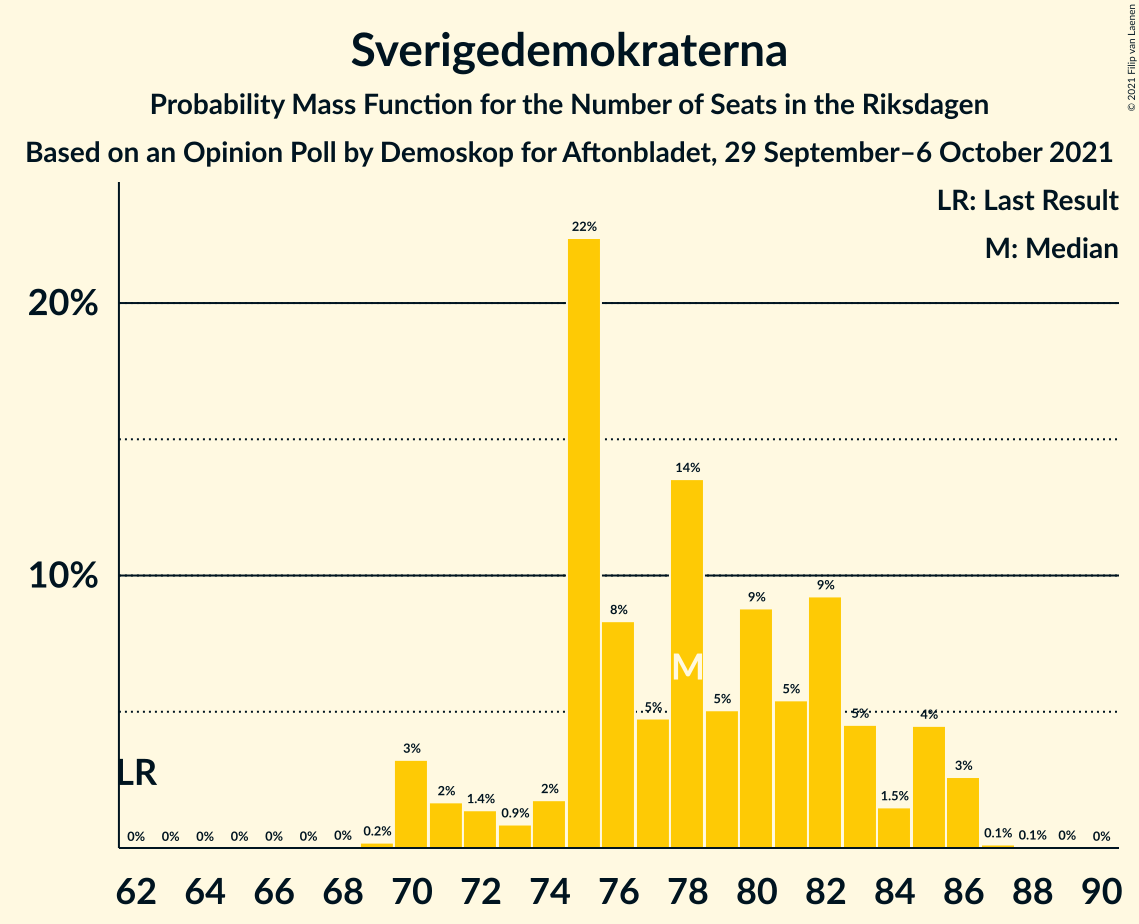 Sverigedemokraterna
Probability Mass Function for the Number of Seats in the Riksdagen
Based on an Opinion Poll by Demoskop for Aftonbladet, 29 September–6 October 2021
© 2021 Filip van Laenen
LR: Last Result
M: Median
20%
10%
22%
14%
9%
9%
8%
5%
5%
5%
5%
4%
3%
3%
2%
1.4%
0.9%
2%
1.5%
0% 0% 0% 0% 0% 0% 0% 0.2%
0.1% 0.1% 0% 0%
M
LR
62 64 66 68 70 72 74 76 78 80 82 84 86 88 90